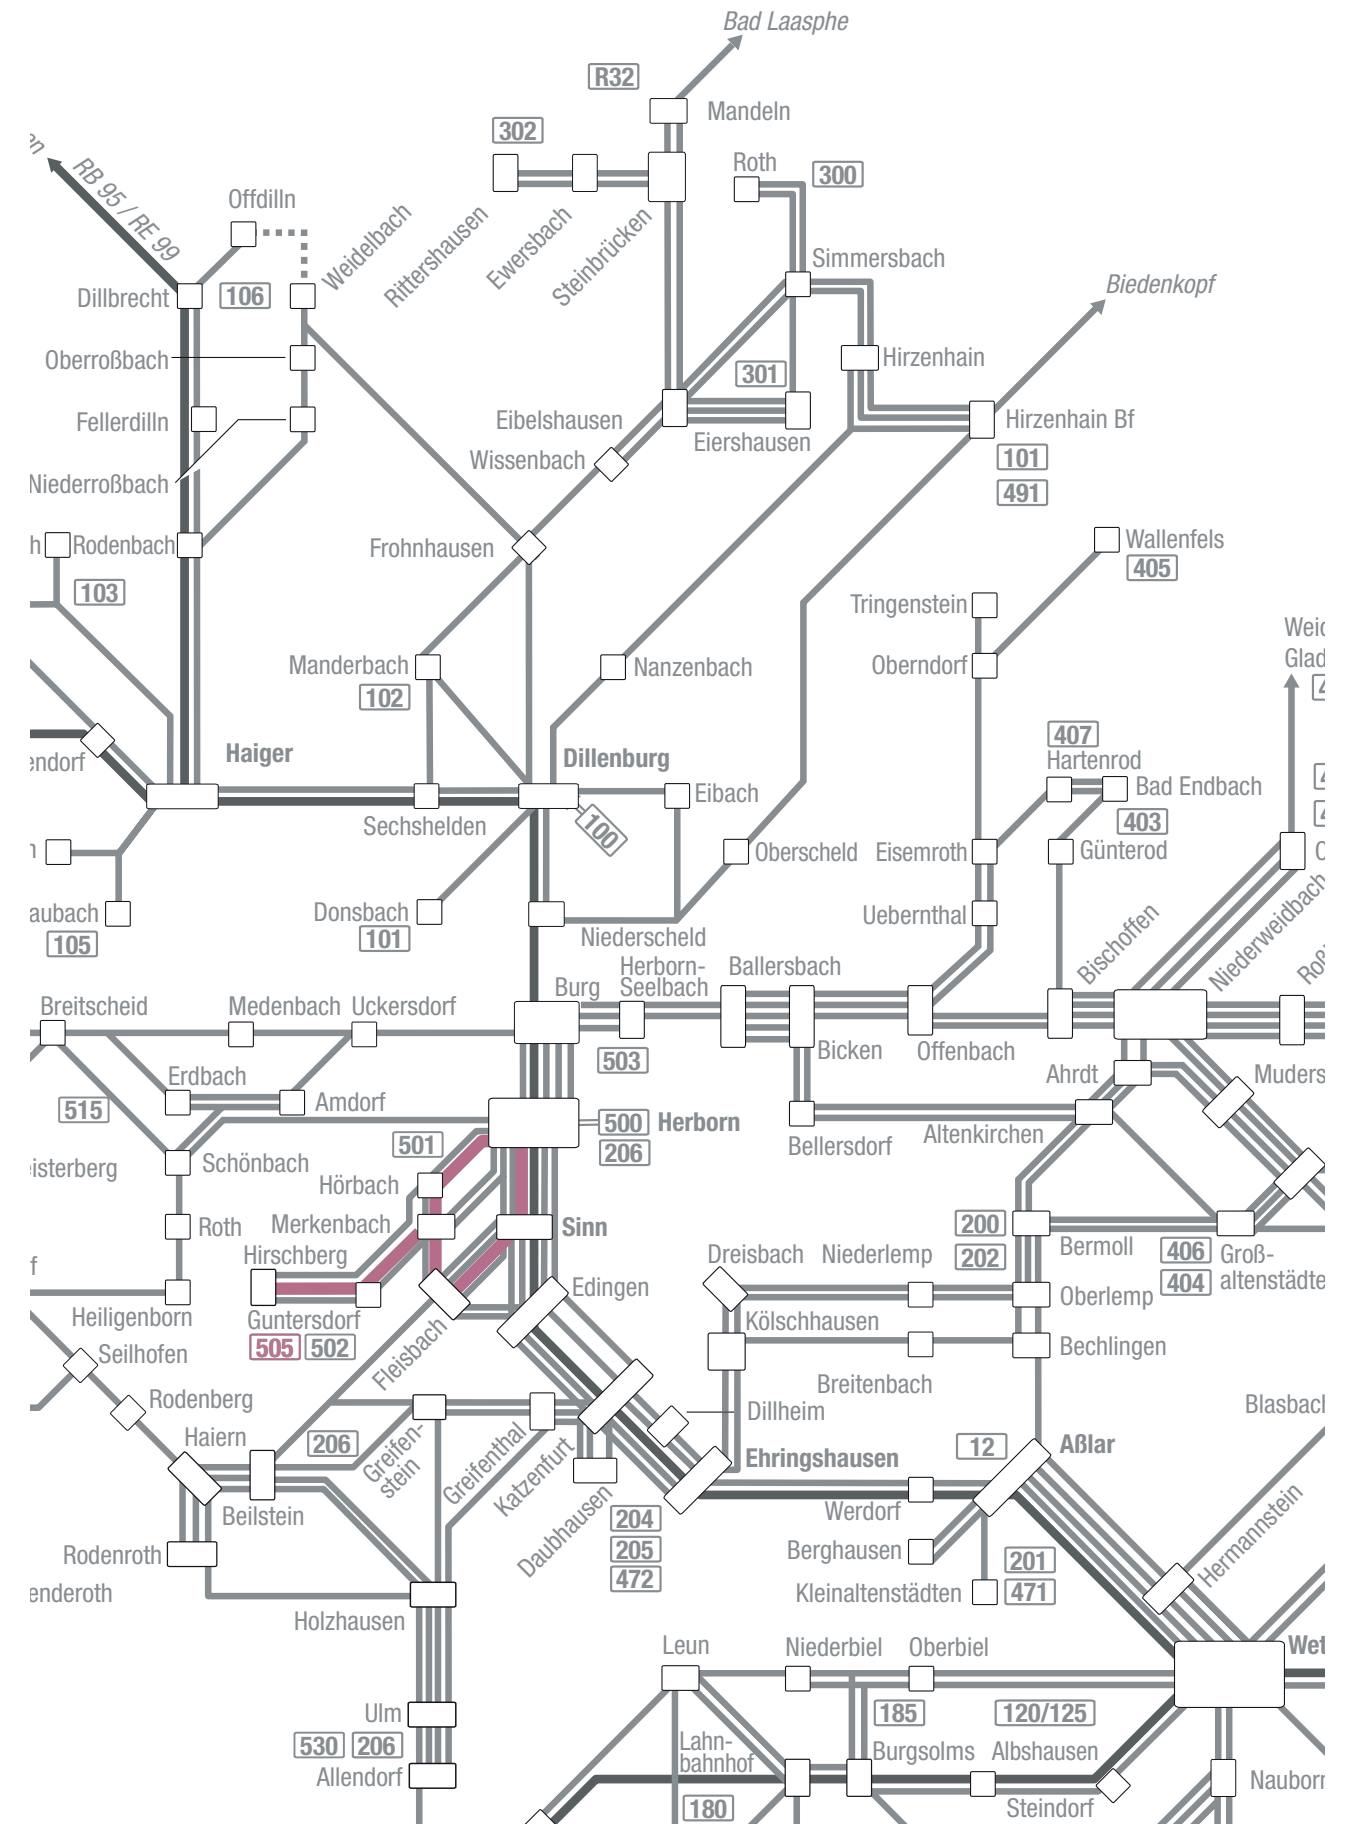 Bad Laasphe
R32
Mandeln
302
Roth
300
RB 95 / RE 99
Offdilln
Weidelbach
Rittershausen
Ewersbach
Steinbrücken
Simmersbach
Dillbrecht
106
Biedenkopf
Oberroßbach
Hirzenhain
301
Fellerdilln
Eibelshausen
Eiershausen
Hirzenhain Bf
Wissenbach
101
491
Niederroßbach
Rodenbach
Frohnhausen
Wallenfels
405
103
Tringenstein
Manderbach
102
Nanzenbach
Oberndorf
407
Haiger
Dillenburg
Hartenrod
Bad Endbach
Eibach
403
Sechshelden
100
Oberscheld
Eisemroth
Günterod
Donsbach
101
Uebernthal
105
Niederscheld
Bischoffen
Niederweidbach
Herborn-
Seelbach
Ballersbach
Burg
Breitscheid
Medenbach
Uckersdorf
503
Bicken
Offenbach
Ahrdt
Erdbach
Amdorf
515
500
Herborn
206
Bellersdorf
Altenkirchen
501
Schönbach
Hörbach
Roth
Merkenbach
Sinn
200
202
Bermoll
406
404
Groß-
Hirschberg
Dreisbach
Niederlemp
Edingen
Oberlemp
Heiligenborn
Guntersdorf
505
502
Kölschhausen
Fleisbach
Bechlingen
Seilhofen
Breitenbach
Rodenberg
Dillheim
Haiern
206
Greifen-
stein
Greifenthal
Katzenfurt
Daubhausen
Ehringshausen
12
Aßlar
Beilstein
204
205
472
Werdorf
Hermannstein
Rodenroth
Berghausen
201
Kleinaltenstädten
471
Holzhausen
Leun
Niederbiel
Oberbiel
Ulm
185
120/125
530
206
Lahn-
bahnhof
Burgsolms
Albshausen
Allendorf
180
Steindorf